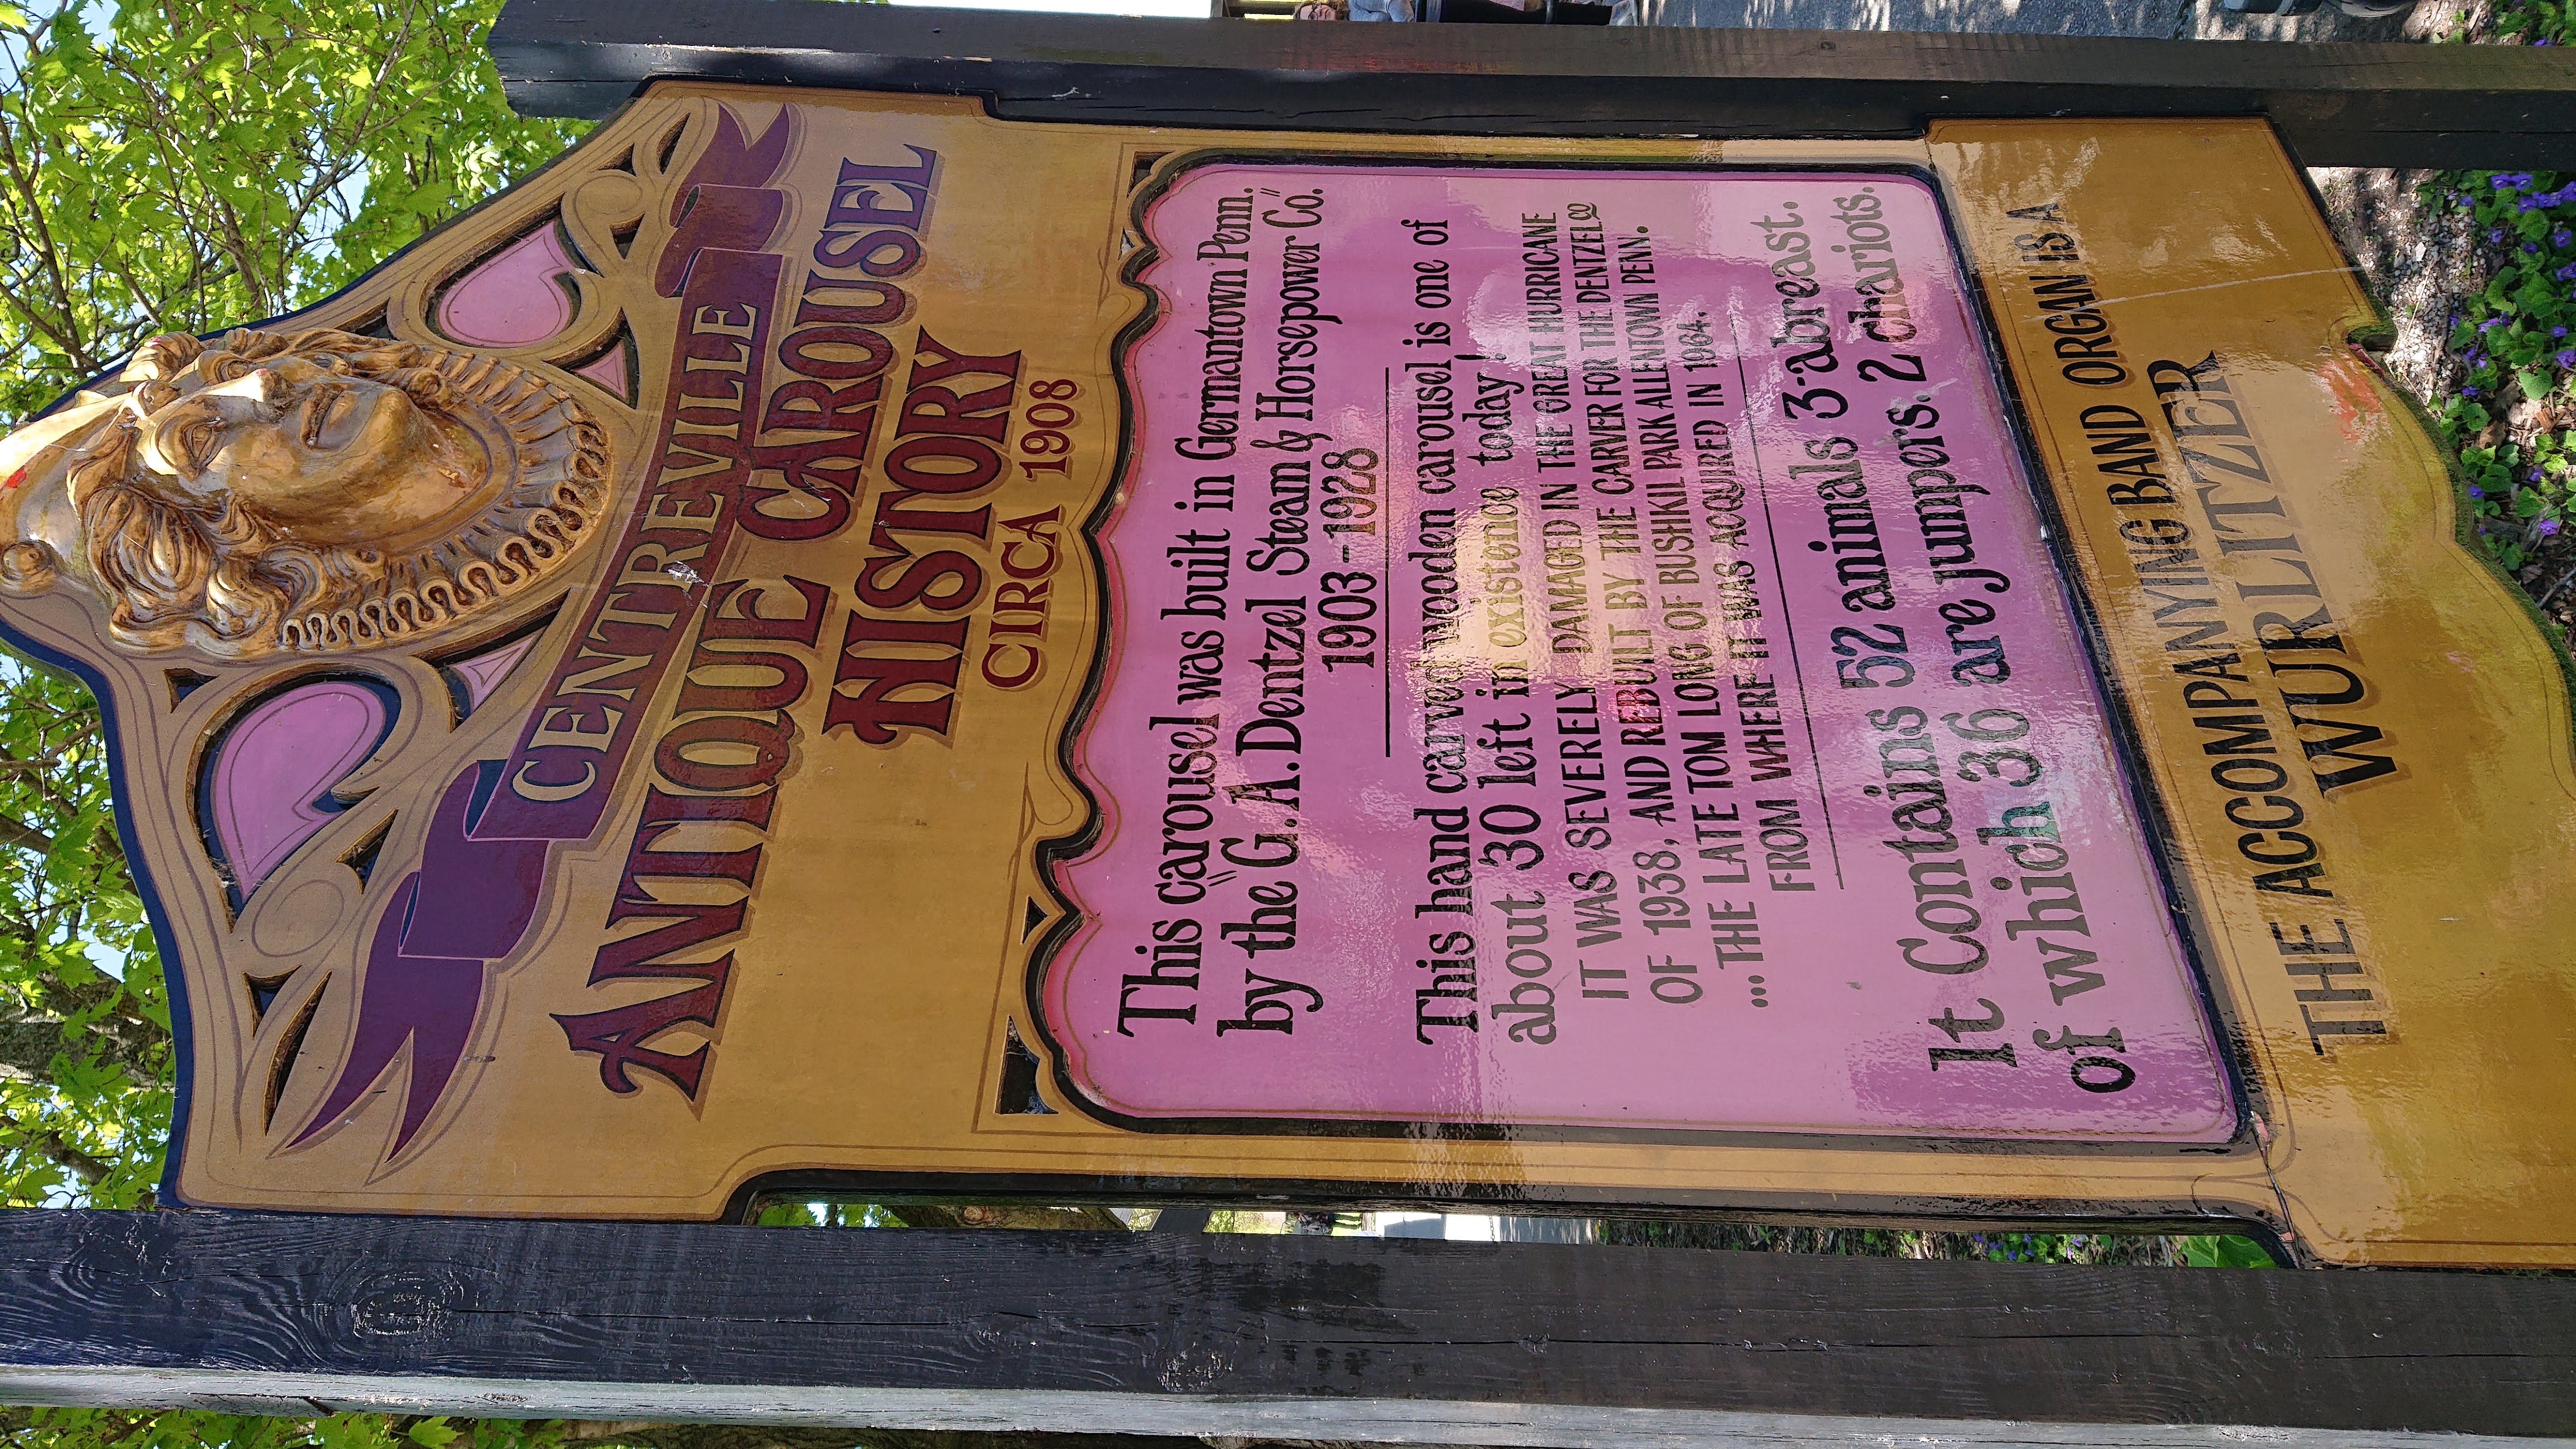 CENTREVILLE
ANTIQUE CAROUSEL
HISTORY
CIRCA 1908
This carousel was built in Germantown Penn.
by the "G.A. Dentzel Steam & Horsepower Co."
1903-1928
This hand carved wooden carousel is one of
about 30 left in existence today!
IT WAS SEVERELY DAMAGED IN THE GREAT HURRICANE
OF 1938, AND REBUILT BY THE CARVER FOR THE DENTZEL CO
...THE LATE TOM LONG OF BUSHKIL PARK ALLENTOWN PENN.
FROM WHERE IT WAS ACQUIRED IN 1964.
It Contains 52 animals 3-abreast.
of which 36 are jumpers. 2 chariots.
THE ACCOMPANYING BAND ORGAN IS A
WURLITZER